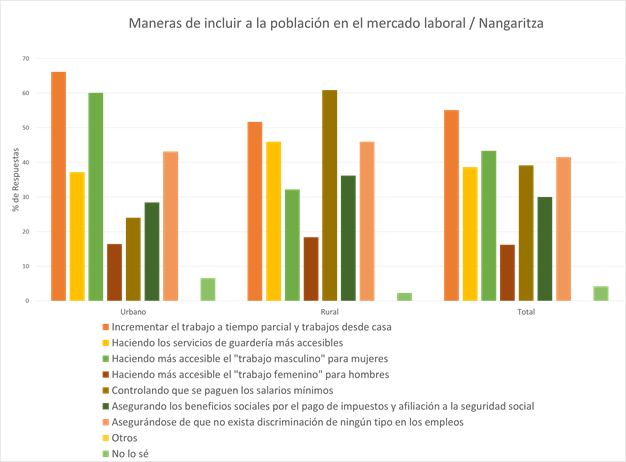 Maneras de incluir a la población en el mercado laboral / Nangaritza
70
60
50
40
30
20
10
0
% de Respuestas
Urbano Rural Total
Incrementar el trabajo a tiempo parcial y trabajos desde casa
Haciendo los servicios de guardería más accesibles
Haciendo más accesible el "trabajo masculino" para mujeres
Haciendo más accesible el "trabajo femenino" para hombres
Controlando que se paguen los salarios mínimos
Asegurando los beneficios sociales por el pago de impuestos y afiliación a la seguridad social
Asegurándose de que no exista discriminación de ningún tipo en los empleos
Otros
No lo sé